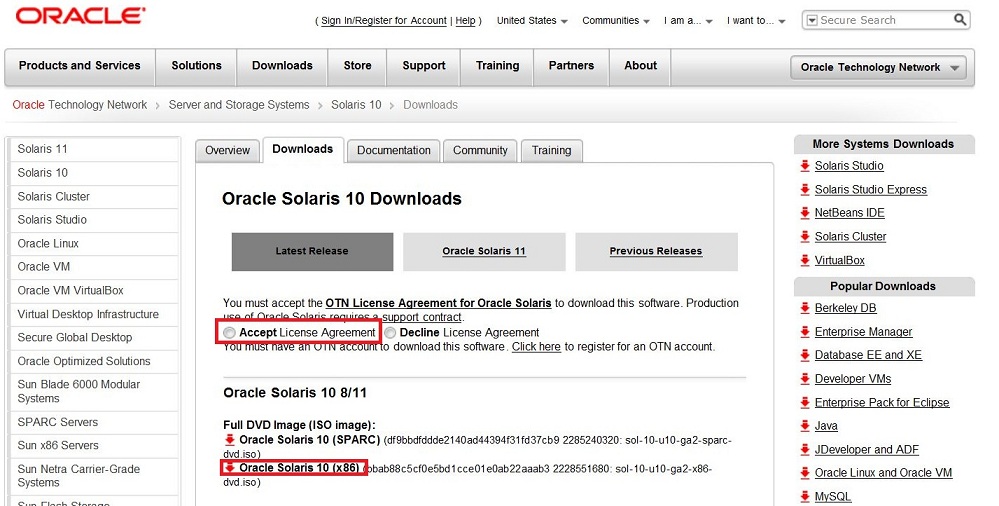 ORACLE
( Sign In/Register for Account | Help ) United States Communities I am a... I want to... Secure Search
Products and Services Solutions Downloads Store Support Training Partners About Oracle Technology Network
Oracle Technology Network > Server and Storage Systems > Solaris 10 > Downloads
Solaris 11
Solaris 10
Solaris Cluster
Solaris Studio
Oracle Linux
Oracle VM
Oracle VM VirtualBox
Virtual Desktop Infrastructure
Secure Global Desktop
Oracle Optimized Solutions
Sun Blade 6000 Modular
Systems
SPARC Servers
Sun x86 Servers
Sun Netra Carrier-Grade
Systems
Sun Flash Storage
Overview Downloads Documentation Community Training
Oracle Solaris 10 Downloads
Latest Release Oracle Solaris 11 Previous Releases
You must accept the OTN License Agreement for Oracle Solaris to download this software. Production
use of Oracle Solaris requires a support contract.
Accept License Agreement Decline License Agreement
You must have an OTN account to download this software. Click here to register for an OTN account.
Oracle Solaris 10 8/11
Full DVD Image (ISO image):
Oracle Solaris 10 (SPARC) (df9bbdfddde2140ad44394f31fd37cb9 2285240320: sol-10-u10-ga2-sparc-
dvd.iso)
Oracle Solaris 10 (x86) bab88c5cf0e5bd1cce01e0ab22aaab3 2228551680: sol-10-u10-ga2-x86-
dvd.iso)
More Systems Downloads
Solaris Studio
Solaris Studio Express
NetBeans IDE
Solaris Cluster
VirtualBox
Popular Downloads
Berkeley DB
Enterprise Manager
Database EE and XE
Developer VMs
Enterprise Pack for Eclipse
Java
JDeveloper and ADF
Oracle Linux and Oracle VM
MySQL